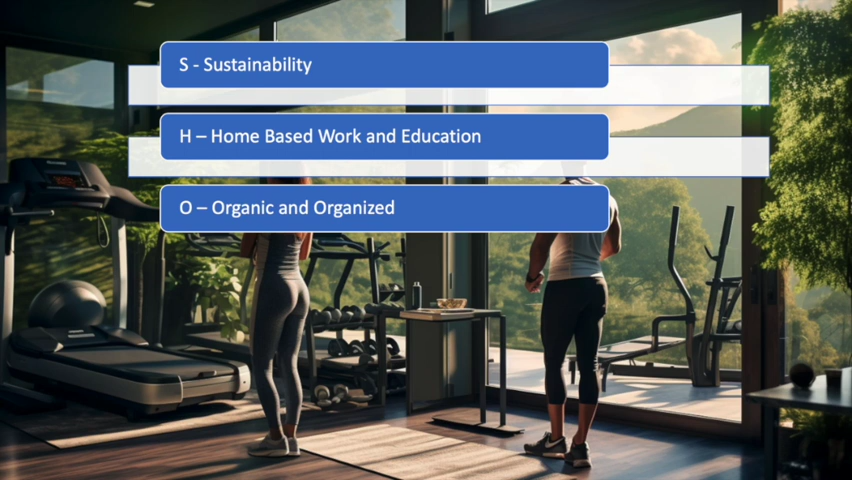 S - Sustainability
H – Home Based Work and Education
O – Organic and Organized